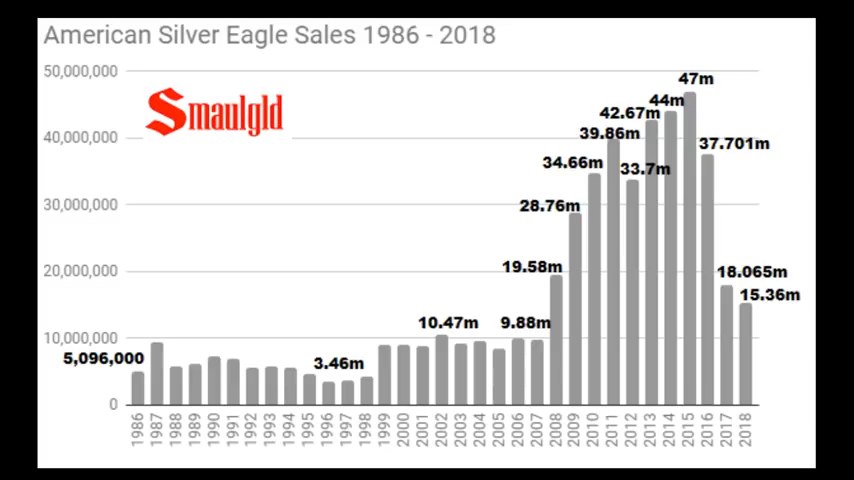 American Silver Eagle Sales 1986 - 2018
50,000,000
40,000,000
30,000,000
20,000,000
10,000,000
0
Smaulgld
5,096,000
3.46m
10.47m
9.88m
19.58m
28.76m
34.66m
39.86m
33.7m
42.67m
44m
47m
37.701m
18.065m
15.36m
1986
1987
1988
1989
1990
1991
1992
1993
1994
1995
1996
1997
1998
1999
2000
2001
2002
2003
2004
2005
2006
2007
2008
2009
2010
2011
2012
2013
2014
2015
2016
2017
2018